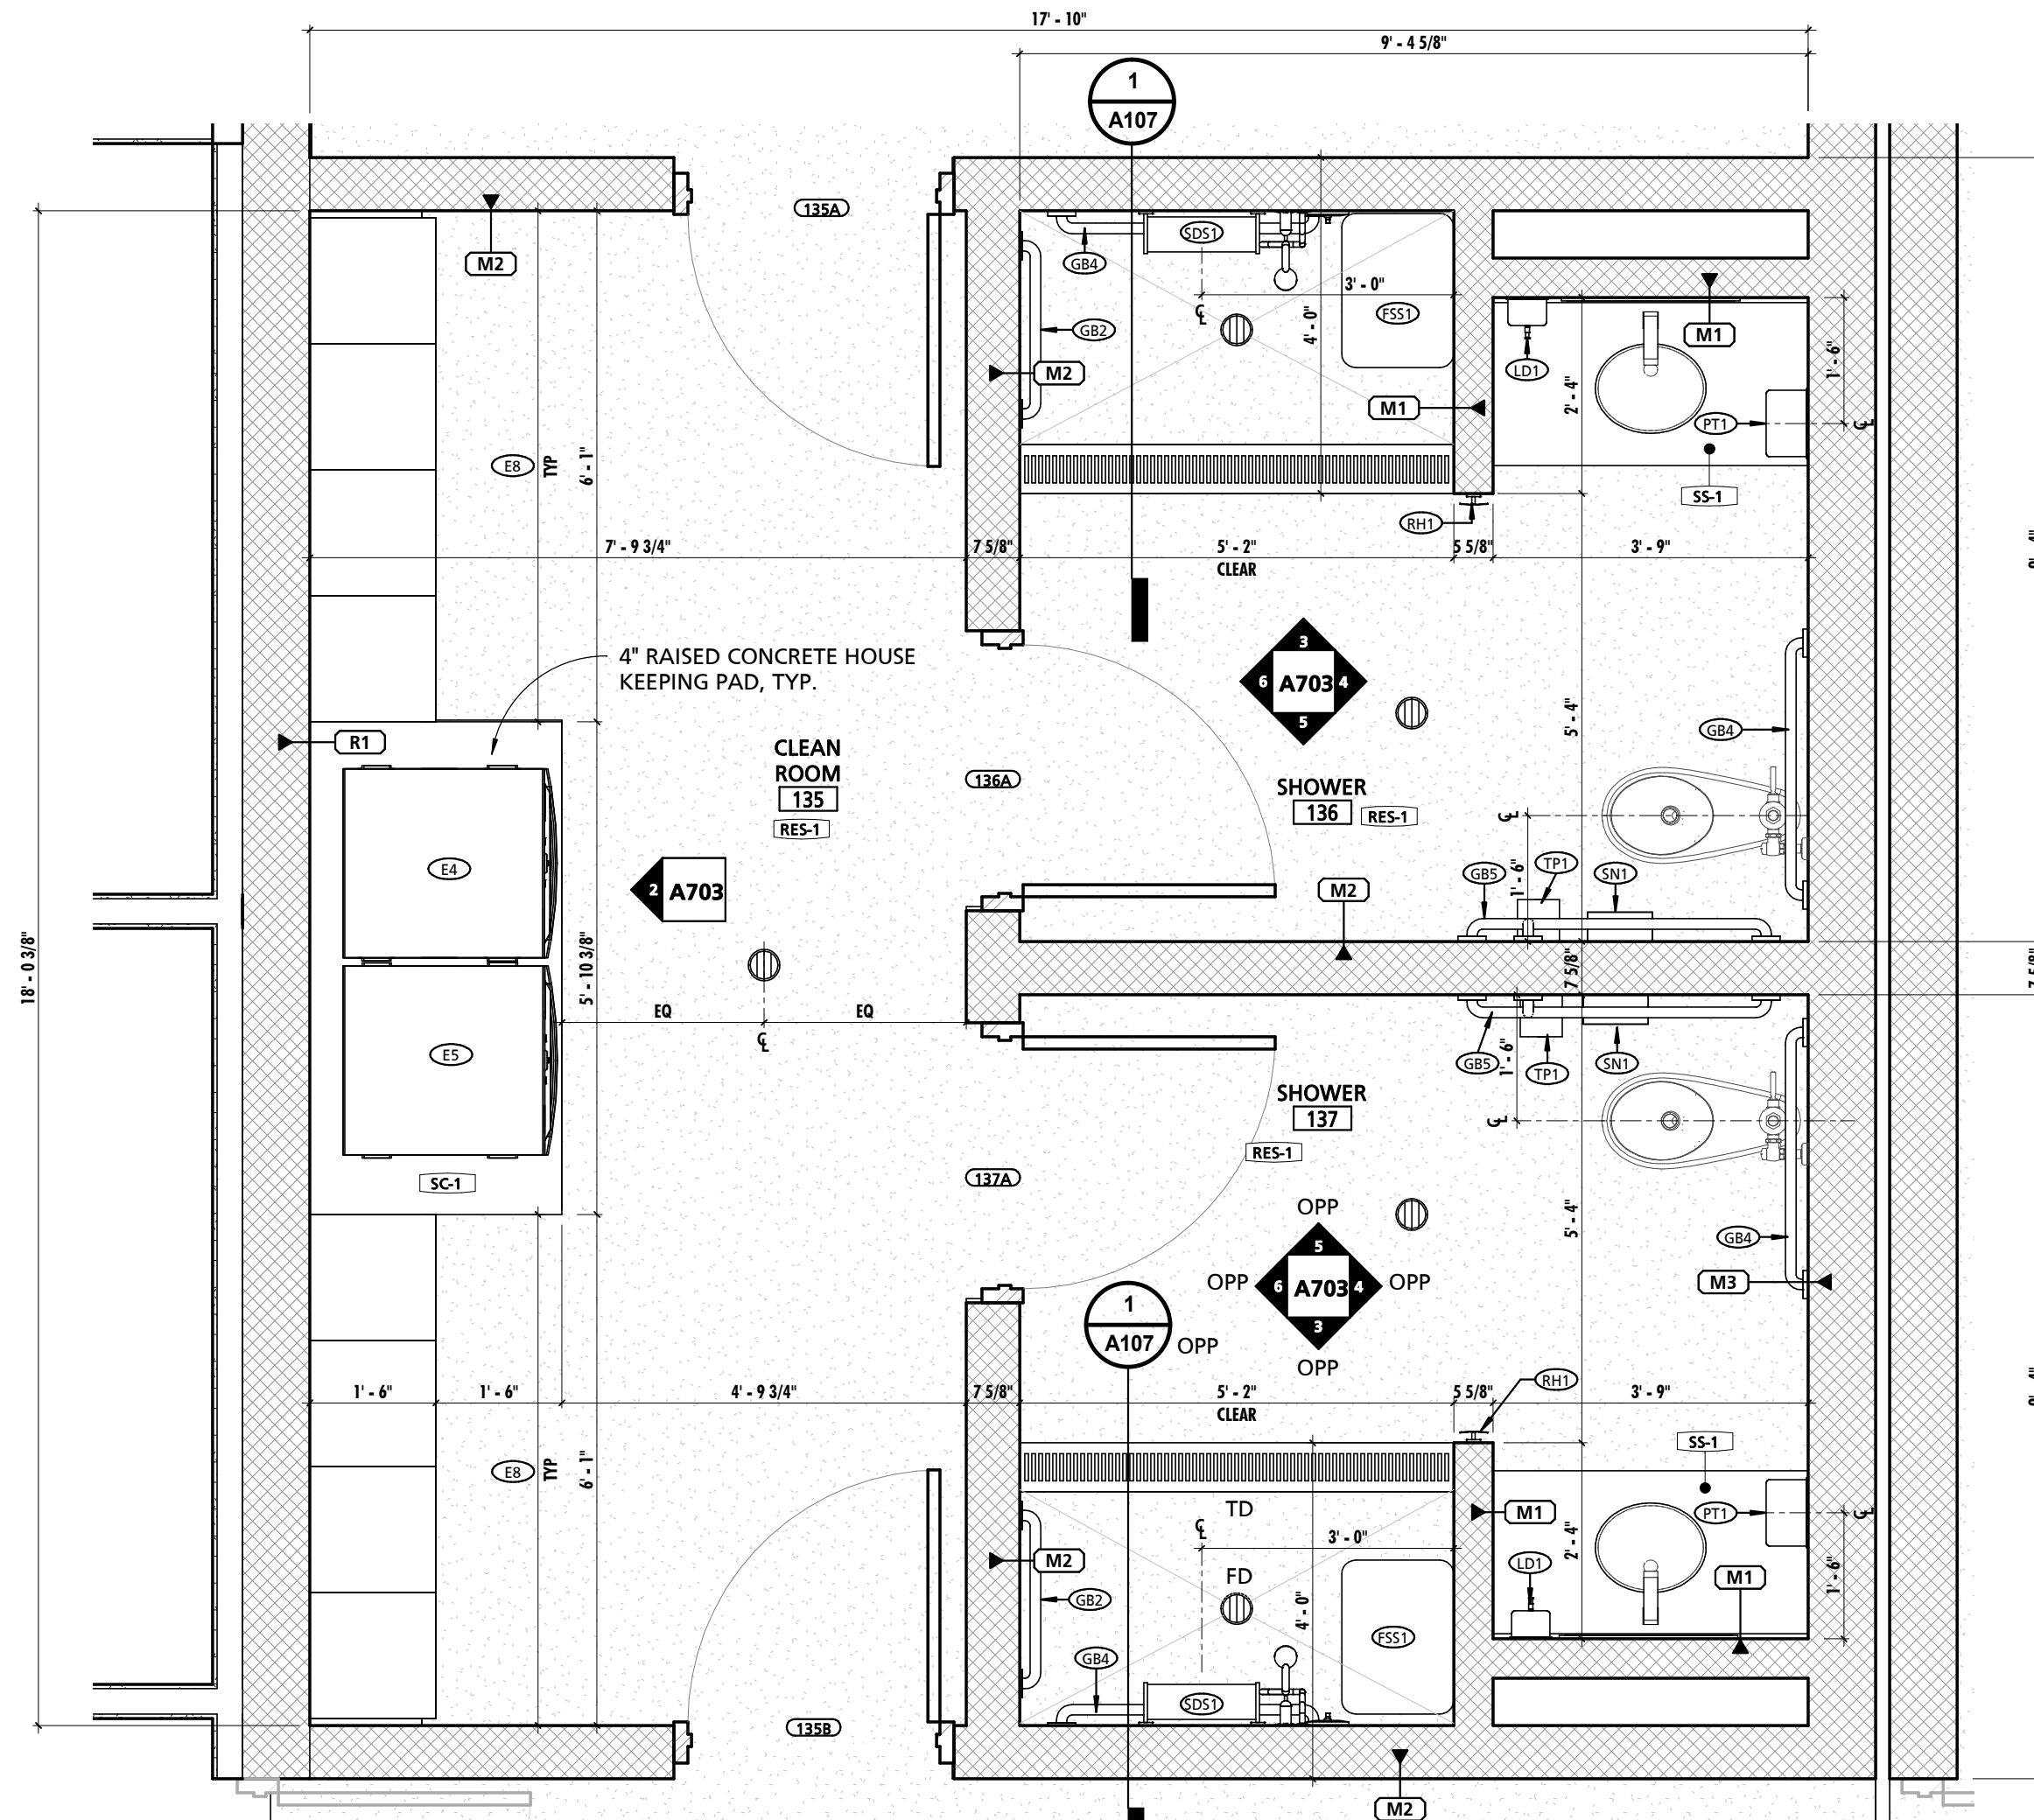 17' - 10"
9' - 4 5/8"
1
A107
135A
M2
SDS1
GB4
3' - 0"
FSS1
℄
4' - 0"
GB2
M2
M1
M1
LD1
2' - 4"
1' - 6"
PT1
℄
SS-1
E8
TYP
6' - 1"
RH1
7' - 9 3/4"
7 5/8"
5' - 2"
CLEAR
5 5/8"
3' - 9"
4" RAISED CONCRETE HOUSE
KEEPING PAD, TYP.
3
6 A703 4
5
R1
CLEAN
ROOM
135
RES-1
136A
SHOWER
136
RES-1
5' - 4"
GB4
℄
E4
2 A703
M2
GB5
1' - 6"
TP1
SN1
18' - 0 3/8"
5' - 10 3/8"
7 5/8"
7 5/8"
EQ
EQ
℄
E5
GB5
1' - 6"
TP1
SN1
SHOWER
137
℄
RES-1
SC-1
137A
OPP
5
OPP 6 A703 4 OPP
3
OPP
5' - 4"
GB4
M3
1
A107
OPP
RH1
1' - 6"
1' - 6"
4' - 9 3/4"
7 5/8"
5' - 2"
CLEAR
5 5/8"
3' - 9"
SS-1
E8
TYP
6' - 1"
TD
℄
3' - 0"
M1
PT1
℄
M2
2' - 4"
LD1
M1
1' - 6"
FD
GB2
4' - 0"
FSS1
GB4
SDS1
135B
M2